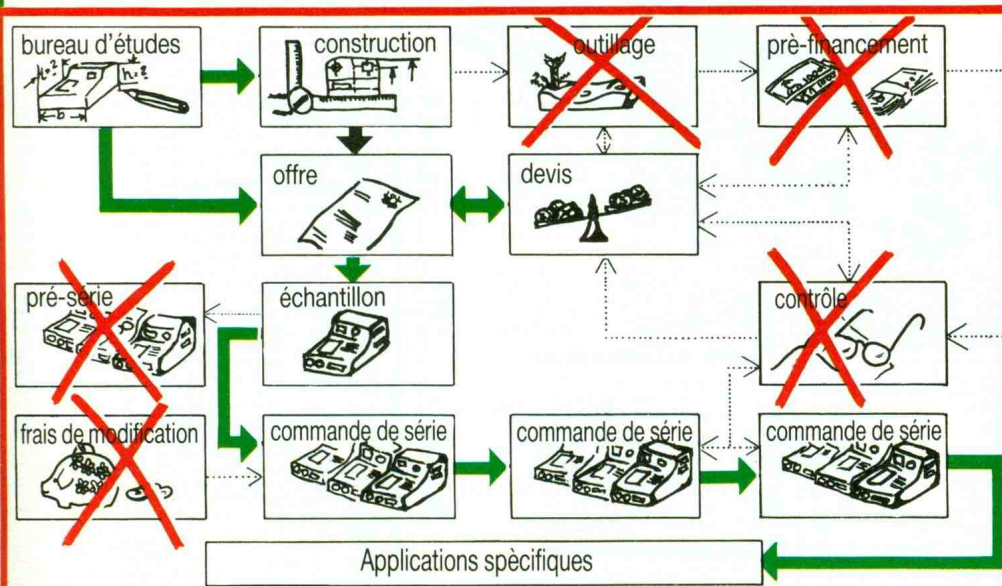 bureau d'études
construction
outillage
prè-financement
offre
devis
pré-série
échantillon
contrôle
frais de modification
commande de série
commande de série
commande de série
Applications spècifiques